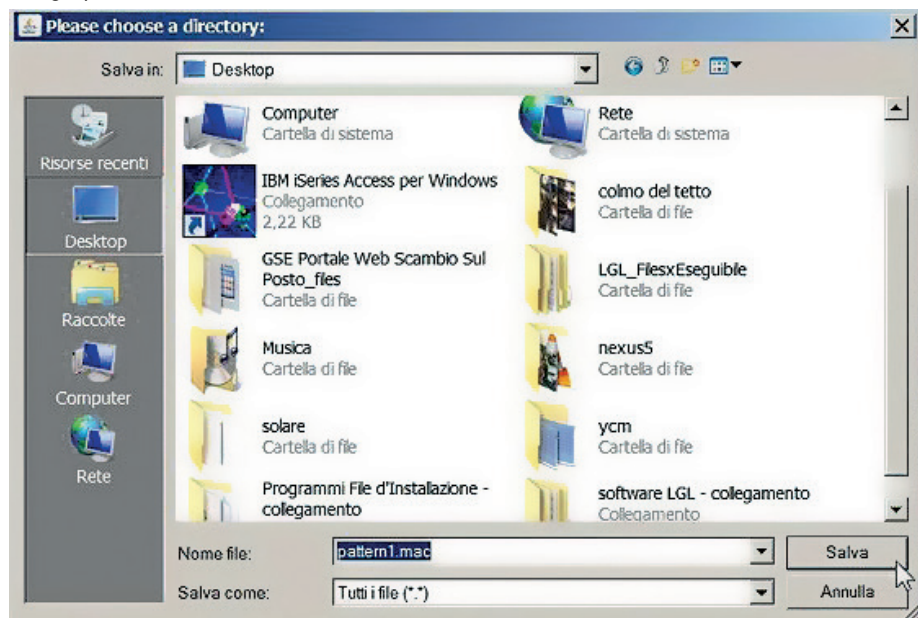 Please choose a directory:
Salva in:
Desktop
Risorse recenti
Desktop
Raccolte
Computer
Rete
Computer
Cartella di sistema
Rete
Cartella di sistema
IBM iSeries Access per Windows
Collegamento
2,22 KB
colmo del tetto
Cartella di file
GSE Portale Web Scambio Sul
Posto_files
Cartella di file
LGL_FilesxEseguibile
Cartella di file
Musica
Cartella di file
nexus5
Cartella di file
solare
Cartella di file
ycm
Cartella di file
Programmi File d'Installazione -
collegamento
software LGL - collegamento
Collegamento
Nome file:
pattern1.mac
Salva
Salva come:
Tutti i file (*.*)
Annulla